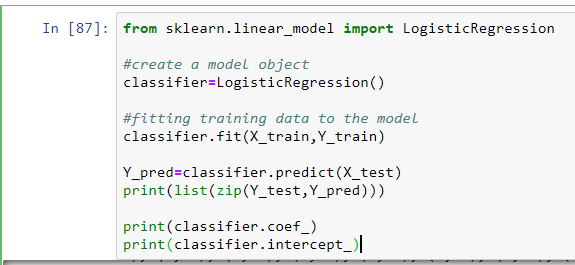 In [87]: from sklearn.linear_model import LogisticRegression
#create a model object
classifier=LogisticRegression()
#fitting training data to the model
classifier.fit(X_train,Y_train)
Y_pred=classifier.predict(X_test)
print(list(zip(Y_test,Y_pred)))
print(classifier.coef_)
print(classifier.intercept_)